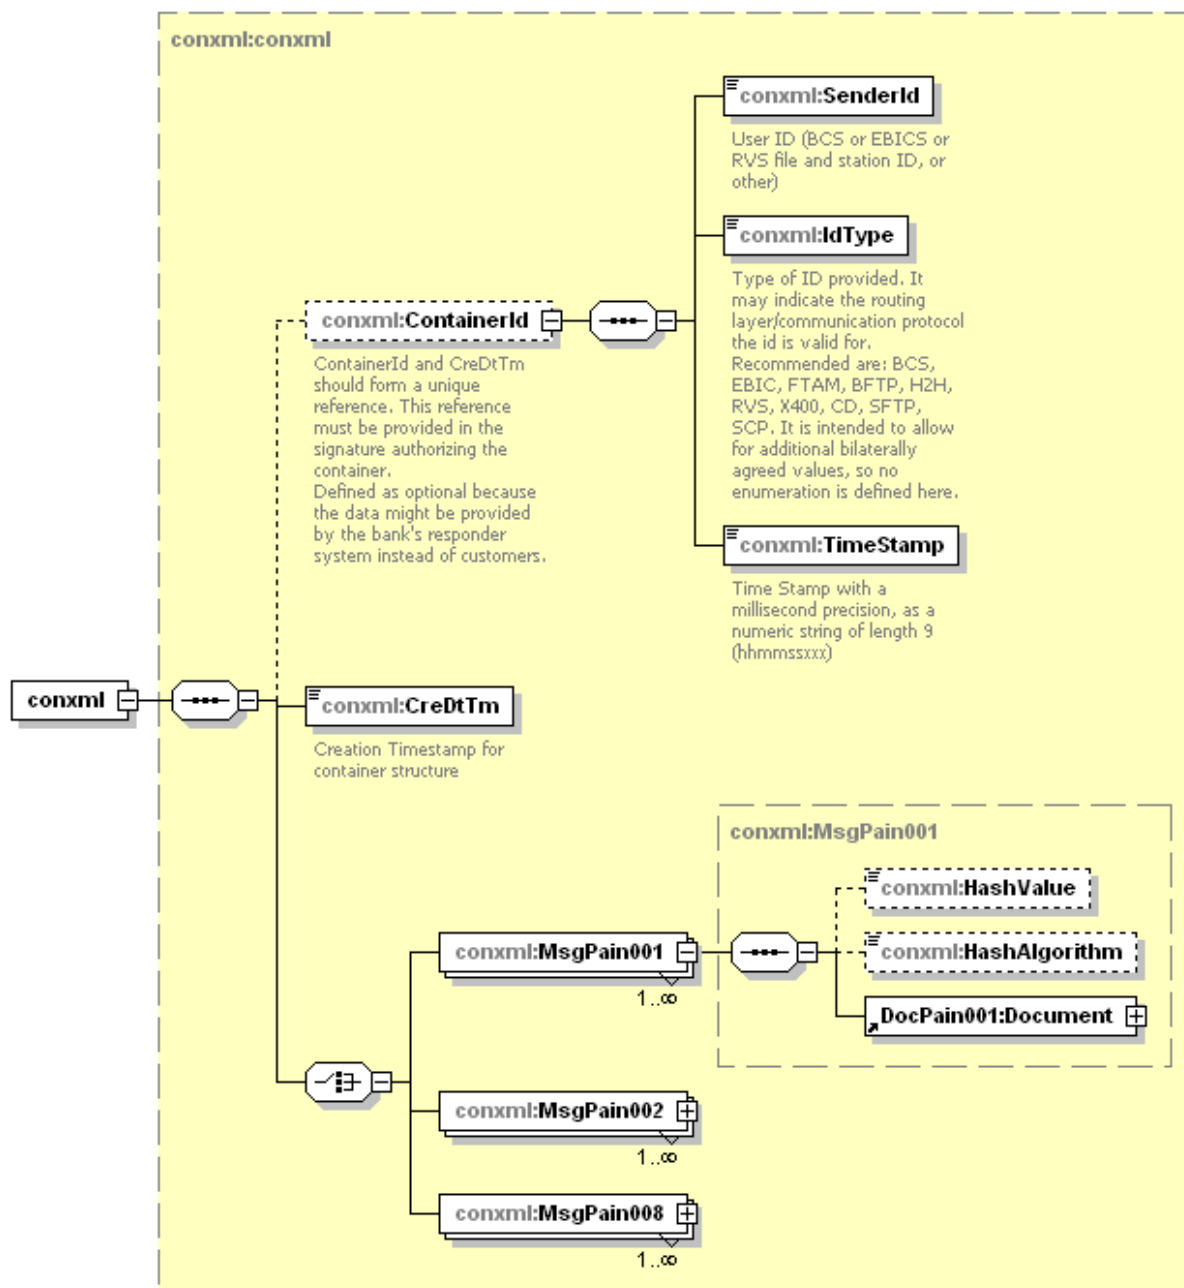 conxml:conxml
conxml:SenderId
User ID (BCS or EBICS or
RVS file and station ID, or
other)
conxml:IdType
Type of ID provided. It
may indicate the routing
layer/communication protocol
the id is valid for.
Recommended are: BCS,
EBIC, FTAM, BFTP, H2H,
RVS, X400, CD, SFTP,
SCP. It is intended to allow
for additional bilaterally
agreed values, so no
enumeration is defined here.
conxml:ContainerId
ContainerId and CreDtTm
should form a unique
reference. This reference
must be provided in the
signature authorizing the
container.
Defined as optional because
the data might be provided
by the bank's responder
system instead of customers.
conxml:TimeStamp
Time Stamp with a
millisecond precision, as a
numeric string of length 9
(hhmmssxxx)
conxml
conxml:CreDtTm
Creation Timestamp for
container structure
conxml:MsgPain001
conxml:HashValue
conxml:HashAlgorithm
DocPain001:Document
conxml:MsgPain001
1..∞
conxml:MsgPain002
1..∞
conxml:MsgPain008
1..∞